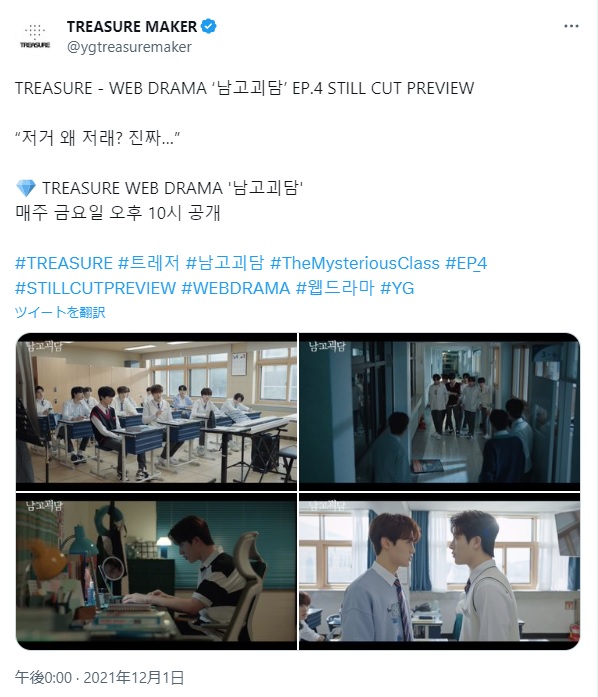 TREASURE MAKER
@ygtreasuremaker
TREASURE
TREASURE - WEB DRAMA ‘남고괴담’ EP.4 STILL CUT PREVIEW
“저거 왜 저래? 진짜...”
💎 TREASURE WEB DRAMA '남고괴담'
매주 금요일 오후 10시 공개
#TREASURE #트레저 #남고괴담 #TheMysteriousClass #EP_4
#STILLCUTPREVIEW #WEBDRAMA #웹드라마 #YG
ツイートを翻訳
남고괴담
남고괴담
남고괴담
남고괴담
午後0:00 · 2021年12月1日